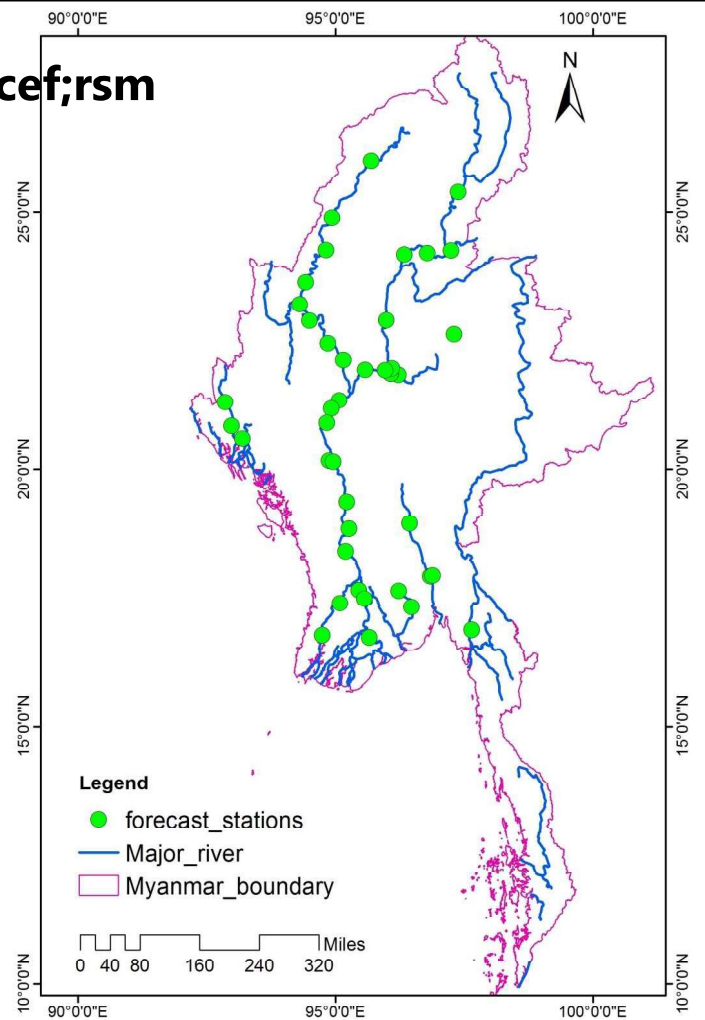 90°0'0"E 95°0'0"E 100°0'0"E
cef;rsm
N
25°0'0"N 25°0'0"N
20°0'0"N 20°0'0"N
15°0'0"N 15°0'0"N
Legend
forecast_stations
Major_river
Myanmar_boundary
Miles
0 40 80 160 240 320
10°0'0"N 10°0'0"N
90°0'0"E 95°0'0"E 100°0'0"E